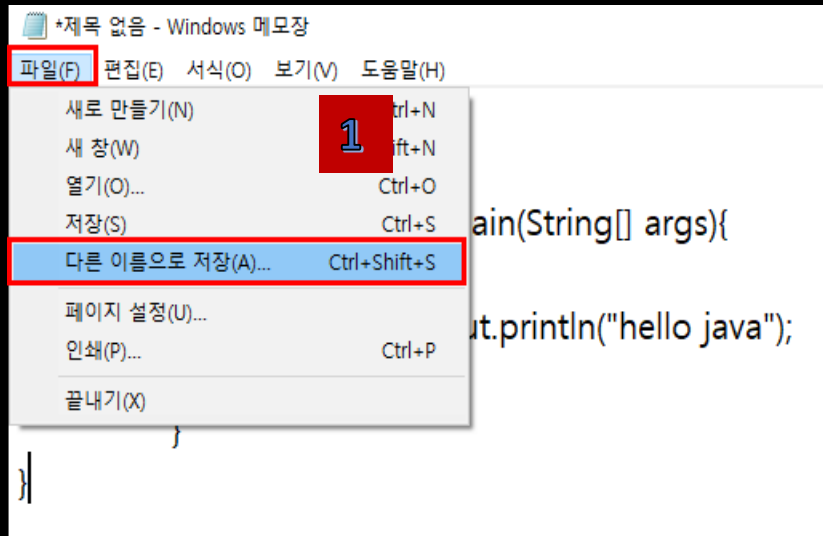 *제목 없음 - Windows 메모장
파일(F) 편집(E) 서식(O) 보기(V) 도움말(H)
새로 만들기(N) trl+N
1
새 창(W) ift+N
열기(O)... Ctrl+O
저장(S) Ctrl+S
ain(String[] args){
다른 이름으로 저장(A)... Ctrl+Shift+S
페이지 설정(U)...
ut.println("hello java");
인쇄(P)... Ctrl+P
끝내기(X)
}
}